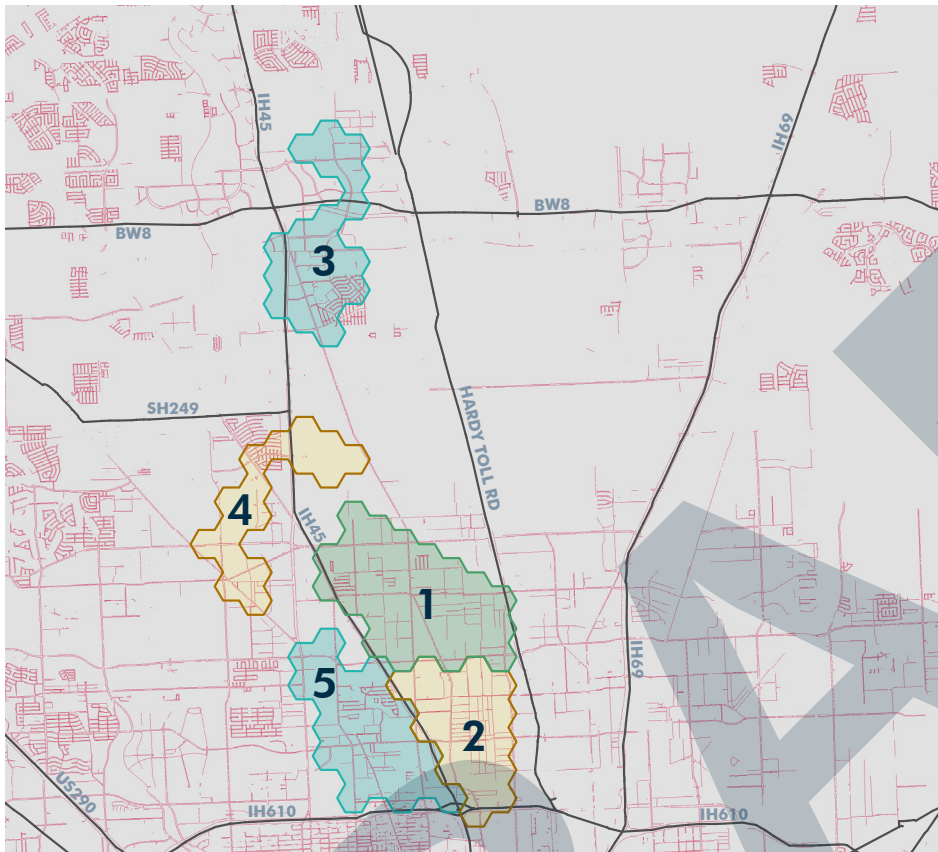 IH45
IH69
BW8
BW8
3
SH249
HARDY TOLL RD
4
IH45
1
IH69
5
2
US290
IH610
IH610